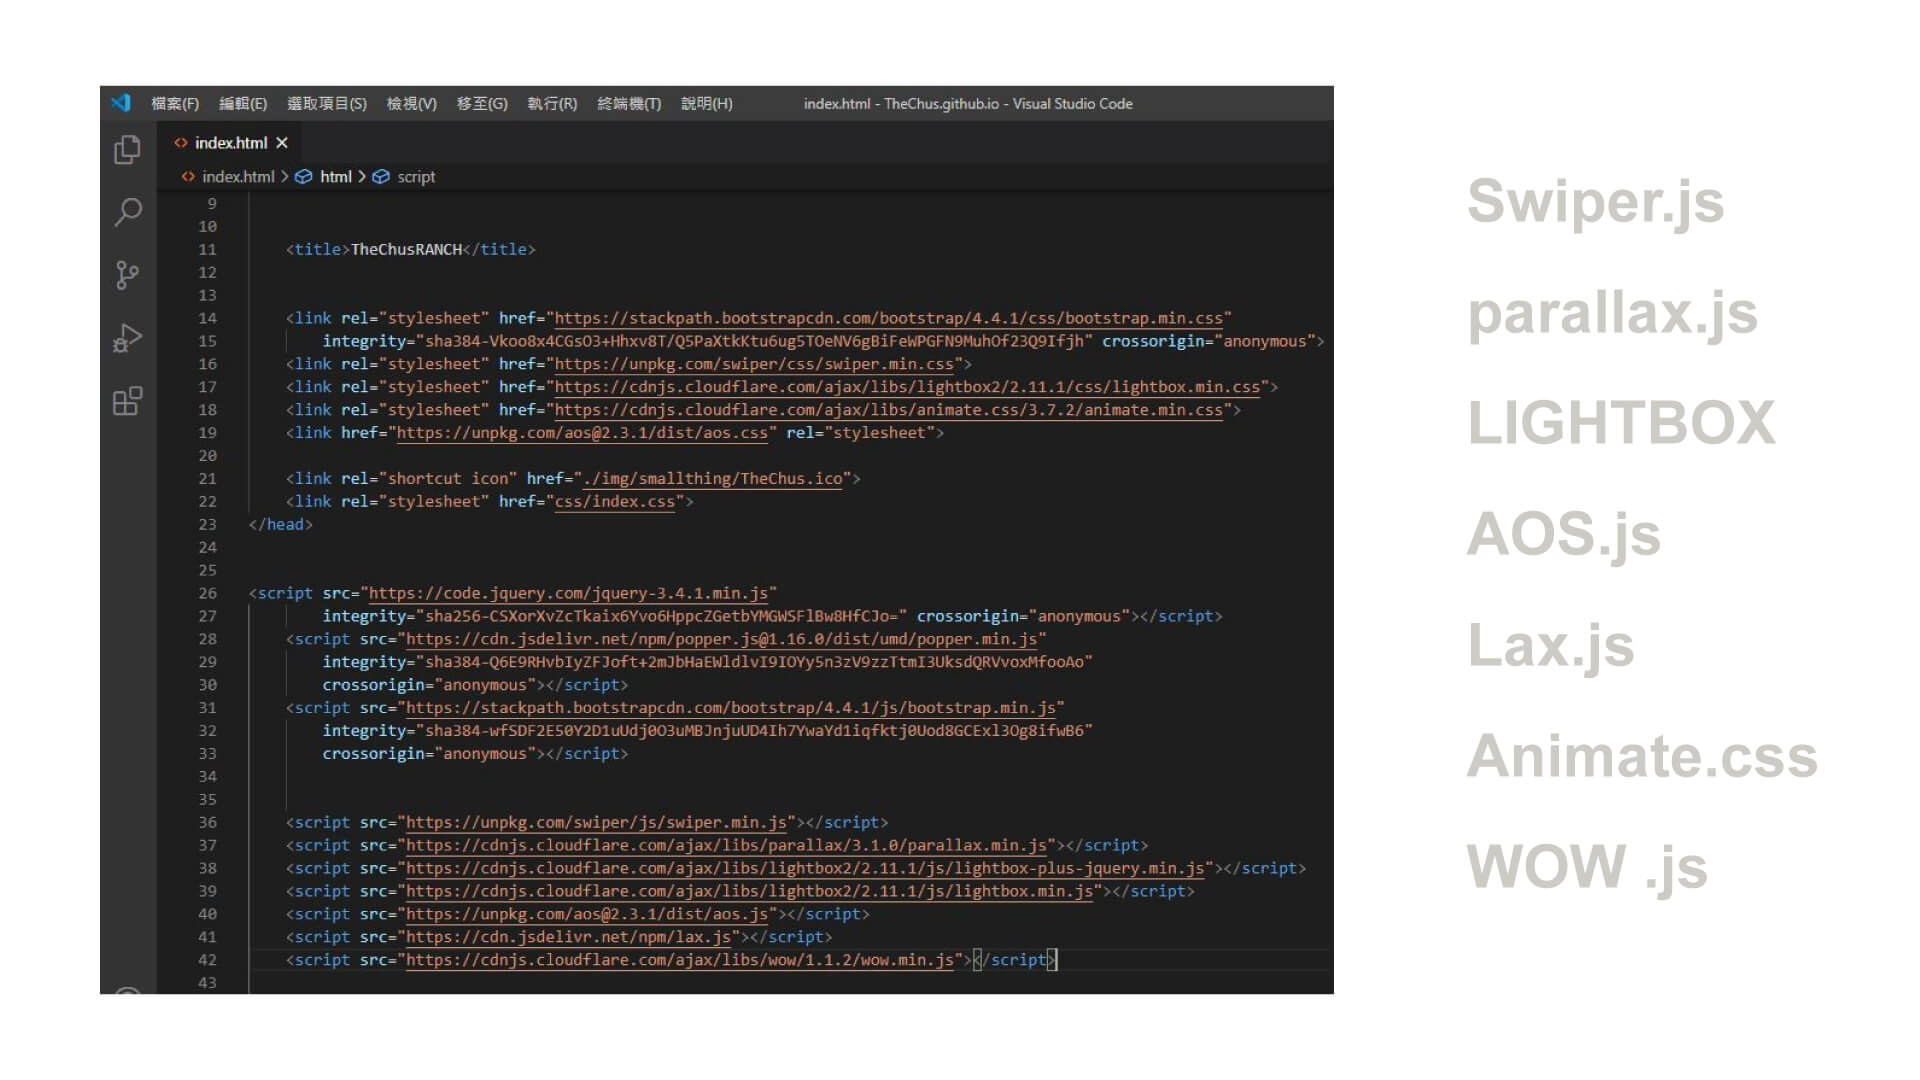 檔案(F) 編輯(E) 選取項目(S) 檢視(V) 移至(G) 執行(R) 終端機(T) 說明(H) index.html - TheChus.github.io - Visual Studio Code
index.html
index.html > html > script
9
10
11 <title>TheChusRANCH</title>
12
13
14 <link rel="stylesheet" href="https://stackpath.bootstrapcdn.com/bootstrap/4.4.1/css/bootstrap.min.css"
15 integrity="sha384-Vkoo8x4CGsO3+Hhxv8T/Q5PaXtkKtu6ug5TOeNV6gBiFeWPGFN9MuhOf23Q9Ifjh" crossorigin="anonymous">
16 <link rel="stylesheet" href="https://unpkg.com/swiper/css/swiper.min.css">
17 <link rel="stylesheet" href="https://cdnjs.cloudflare.com/ajax/libs/lightbox2/2.11.1/css/lightbox.min.css">
18 <link rel="stylesheet" href="https://cdnjs.cloudflare.com/ajax/libs/animate.css/3.7.2/animate.min.css">
19 <link href="https://unpkg.com/aos@2.3.1/dist/aos.css" rel="stylesheet">
20
21 <link rel="shortcut icon" href="./img/smallthing/TheChus.ico">
22 <link rel="stylesheet" href="css/index.css">
23 </head>
24
25
26 <script src="https://code.jquery.com/jquery-3.4.1.min.js"
27 integrity="sha256-CSXorXvZcTkaix6Yvo6HppcZGetbYMGWSFlBw8HfCJo=" crossorigin="anonymous"></script>
28 <script src="https://cdn.jsdelivr.net/npm/popper.js@1.16.0/dist/umd/popper.min.js"
29 integrity="sha384-Q6E9RHvbIyZFJoft+2mJbHaEWldlvI9IOYy5n3zV9zzTtmI3UksdQRVvoxMfooAo"
30 crossorigin="anonymous"></script>
31 <script src="https://stackpath.bootstrapcdn.com/bootstrap/4.4.1/js/bootstrap.min.js"
32 integrity="sha384-wfSDF2E50Y2D1uUdj0O3uMBJnjuUD4Ih7YwaYd1iqfktj0Uod8GCExl3Og8ifwB6"
33 crossorigin="anonymous"></script>
34
35
36 <script src="https://unpkg.com/swiper/js/swiper.min.js"></script>
37 <script src="https://cdnjs.cloudflare.com/ajax/libs/parallax/3.1.0/parallax.min.js"></script>
38 <script src="https://cdnjs.cloudflare.com/ajax/libs/lightbox2/2.11.1/js/lightbox-plus-jquery.min.js"></script>
39 <script src="https://cdnjs.cloudflare.com/ajax/libs/lightbox2/2.11.1/js/lightbox.min.js"></script>
40 <script src="https://unpkg.com/aos@2.3.1/dist/aos.js"></script>
41 <script src="https://cdn.jsdelivr.net/npm/lax.js"></script>
42 <script src="https://cdnjs.cloudflare.com/ajax/libs/wow/1.1.2/wow.min.js"></script>
43
Swiper.js
parallax.js
LIGHTBOX
AOS.js
Lax.js
Animate.css
WOW .js